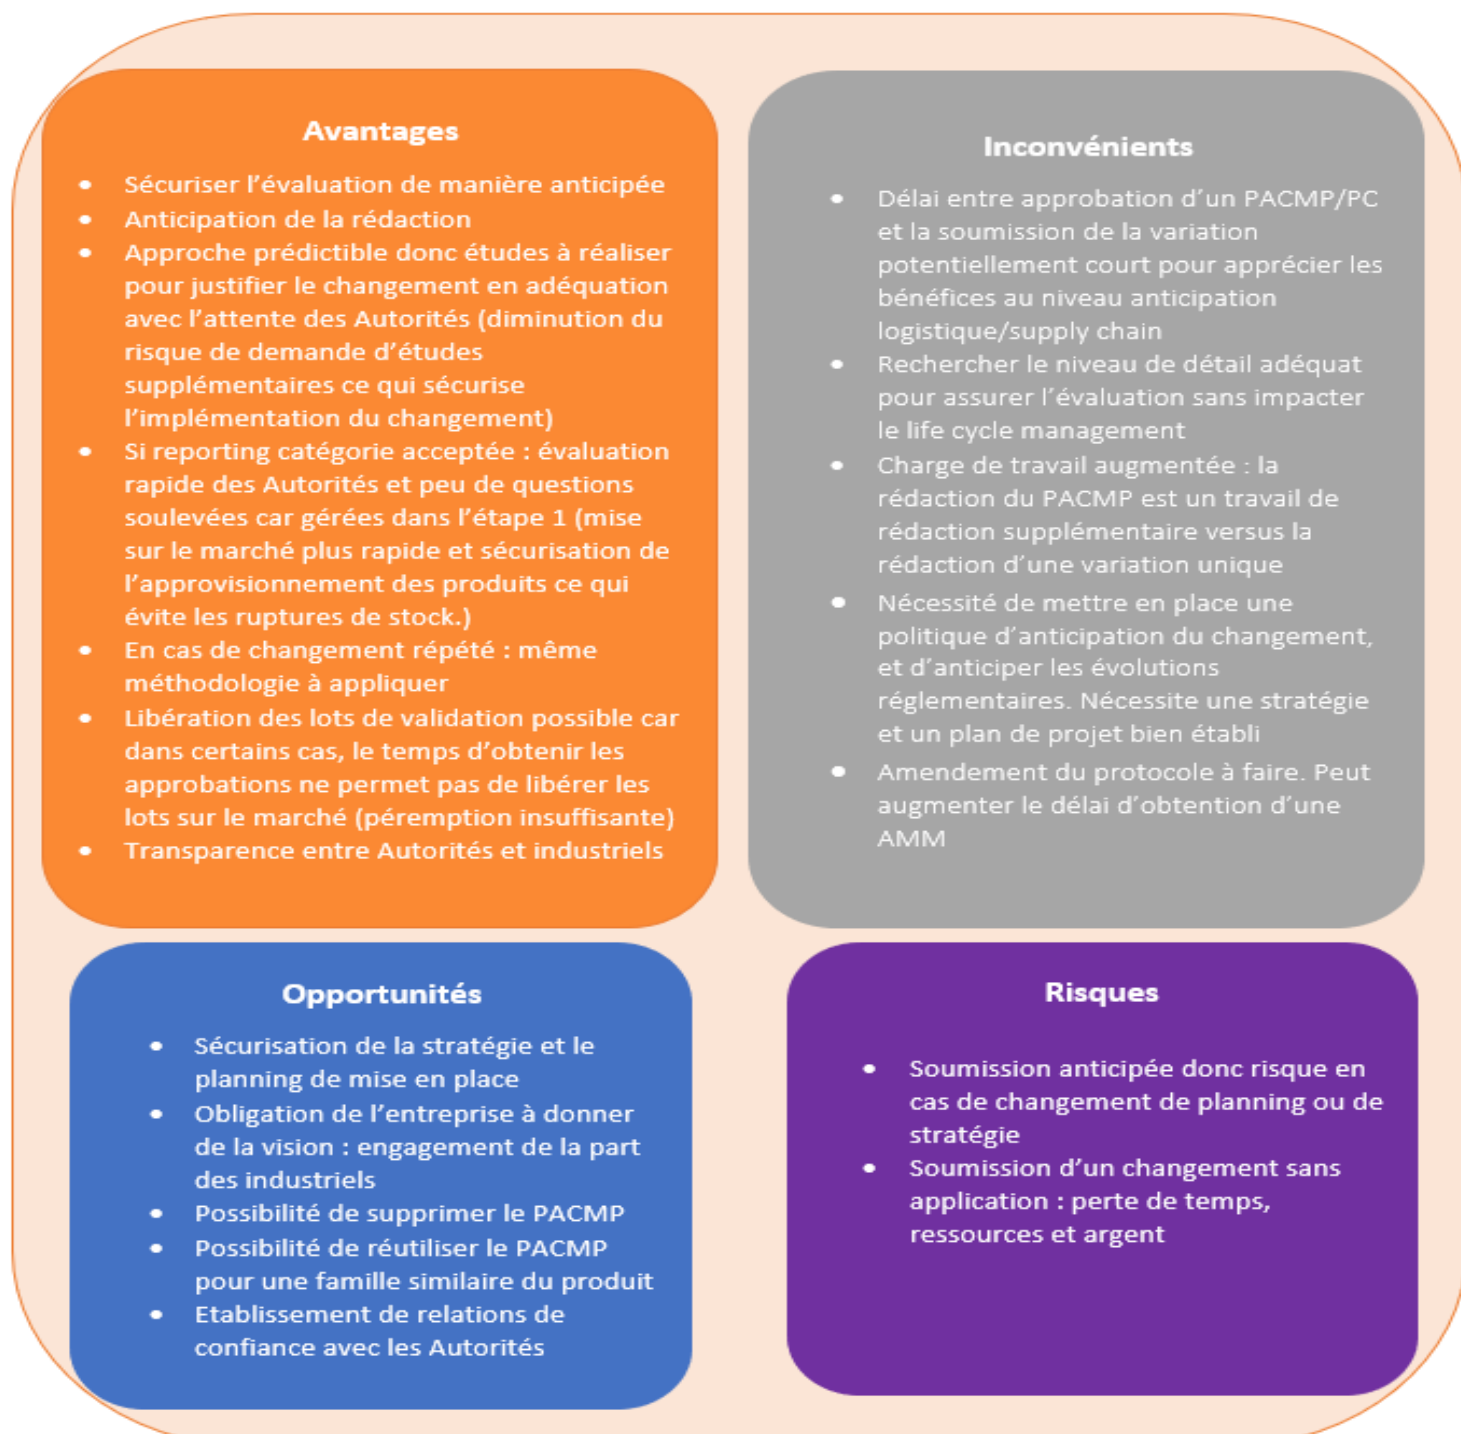 Avantages
• Sécuriser l’évaluation de manière anticipée
• Anticipation de la rédaction
• Approche prédictible donc études à réaliser
pour justifier le changement en adéquation
avec l’attente des Autorités (diminution du
risque de demande d’études
supplémentaires ce qui sécurise
l’implémentation du changement)
• Si reporting catégorie acceptée : évaluation
rapide des Autorités et peu de questions
soulevées car gérées dans l’étape 1 (mise
sur le marché plus rapide et sécurisation de
l’approvisionnement des produits ce qui
évite les ruptures de stock.)
• En cas de changement répété : même
méthodologie à appliquer
• Libération des lots de validation possible car
dans certains cas, le temps d’obtenir les
approbations ne permet pas de libérer les
lots sur le marché (péremption insuffisante)
• Transparence entre Autorités et industriels
Inconvénients
• Délai entre approbation d’un PACMP/PC
et la soumission de la variation
potentiellement court pour apprécier les
bénéfices au niveau anticipation
logistique/supply chain
• Rechercher le niveau de détail adéquat
pour assurer l’évaluation sans impacter
le life cycle management
• Charge de travail augmentée : la
rédaction du PACMP est un travail de
rédaction supplémentaire versus la
rédaction d’une variation unique
• Nécessité de mettre en place une
politique d’anticipation du changement,
et d’anticiper les évolutions
réglementaires. Nécessite une stratégie
et un plan de projet bien établi
• Amendement du protocole à faire. Peut
augmenter le délai d’obtention d’une
AMM
Opportunités
• Sécurisation de la stratégie et le
planning de mise en place
• Obligation de l’entreprise à donner
de la vision : engagement de la part
des industriels
• Possibilité de supprimer le PACMP
• Possibilité de réutiliser le PACMP
pour une famille similaire du produit
• Etablissement de relations de
confiance avec les Autorités
Risques
• Soumission anticipée donc risque en
cas de changement de planning ou de
stratégie
• Soumission d’un changement sans
application : perte de temps,
ressources et argent